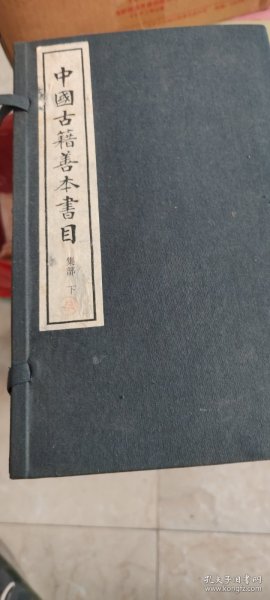 中國古籍善本書目
集部 下
孔夫子旧书网